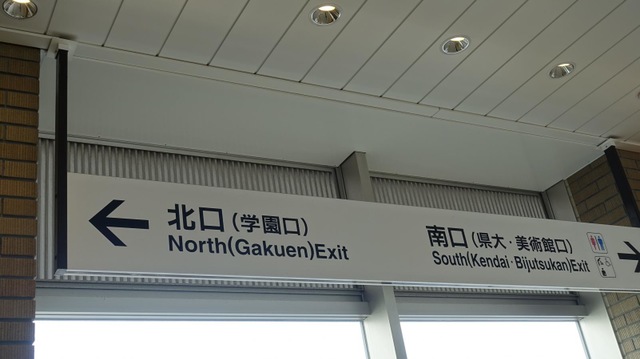 北口(学園口)
North(Gakuen)Exit
南口(県大・美術館口)
South(Kendai・Bijutsukan)Exit